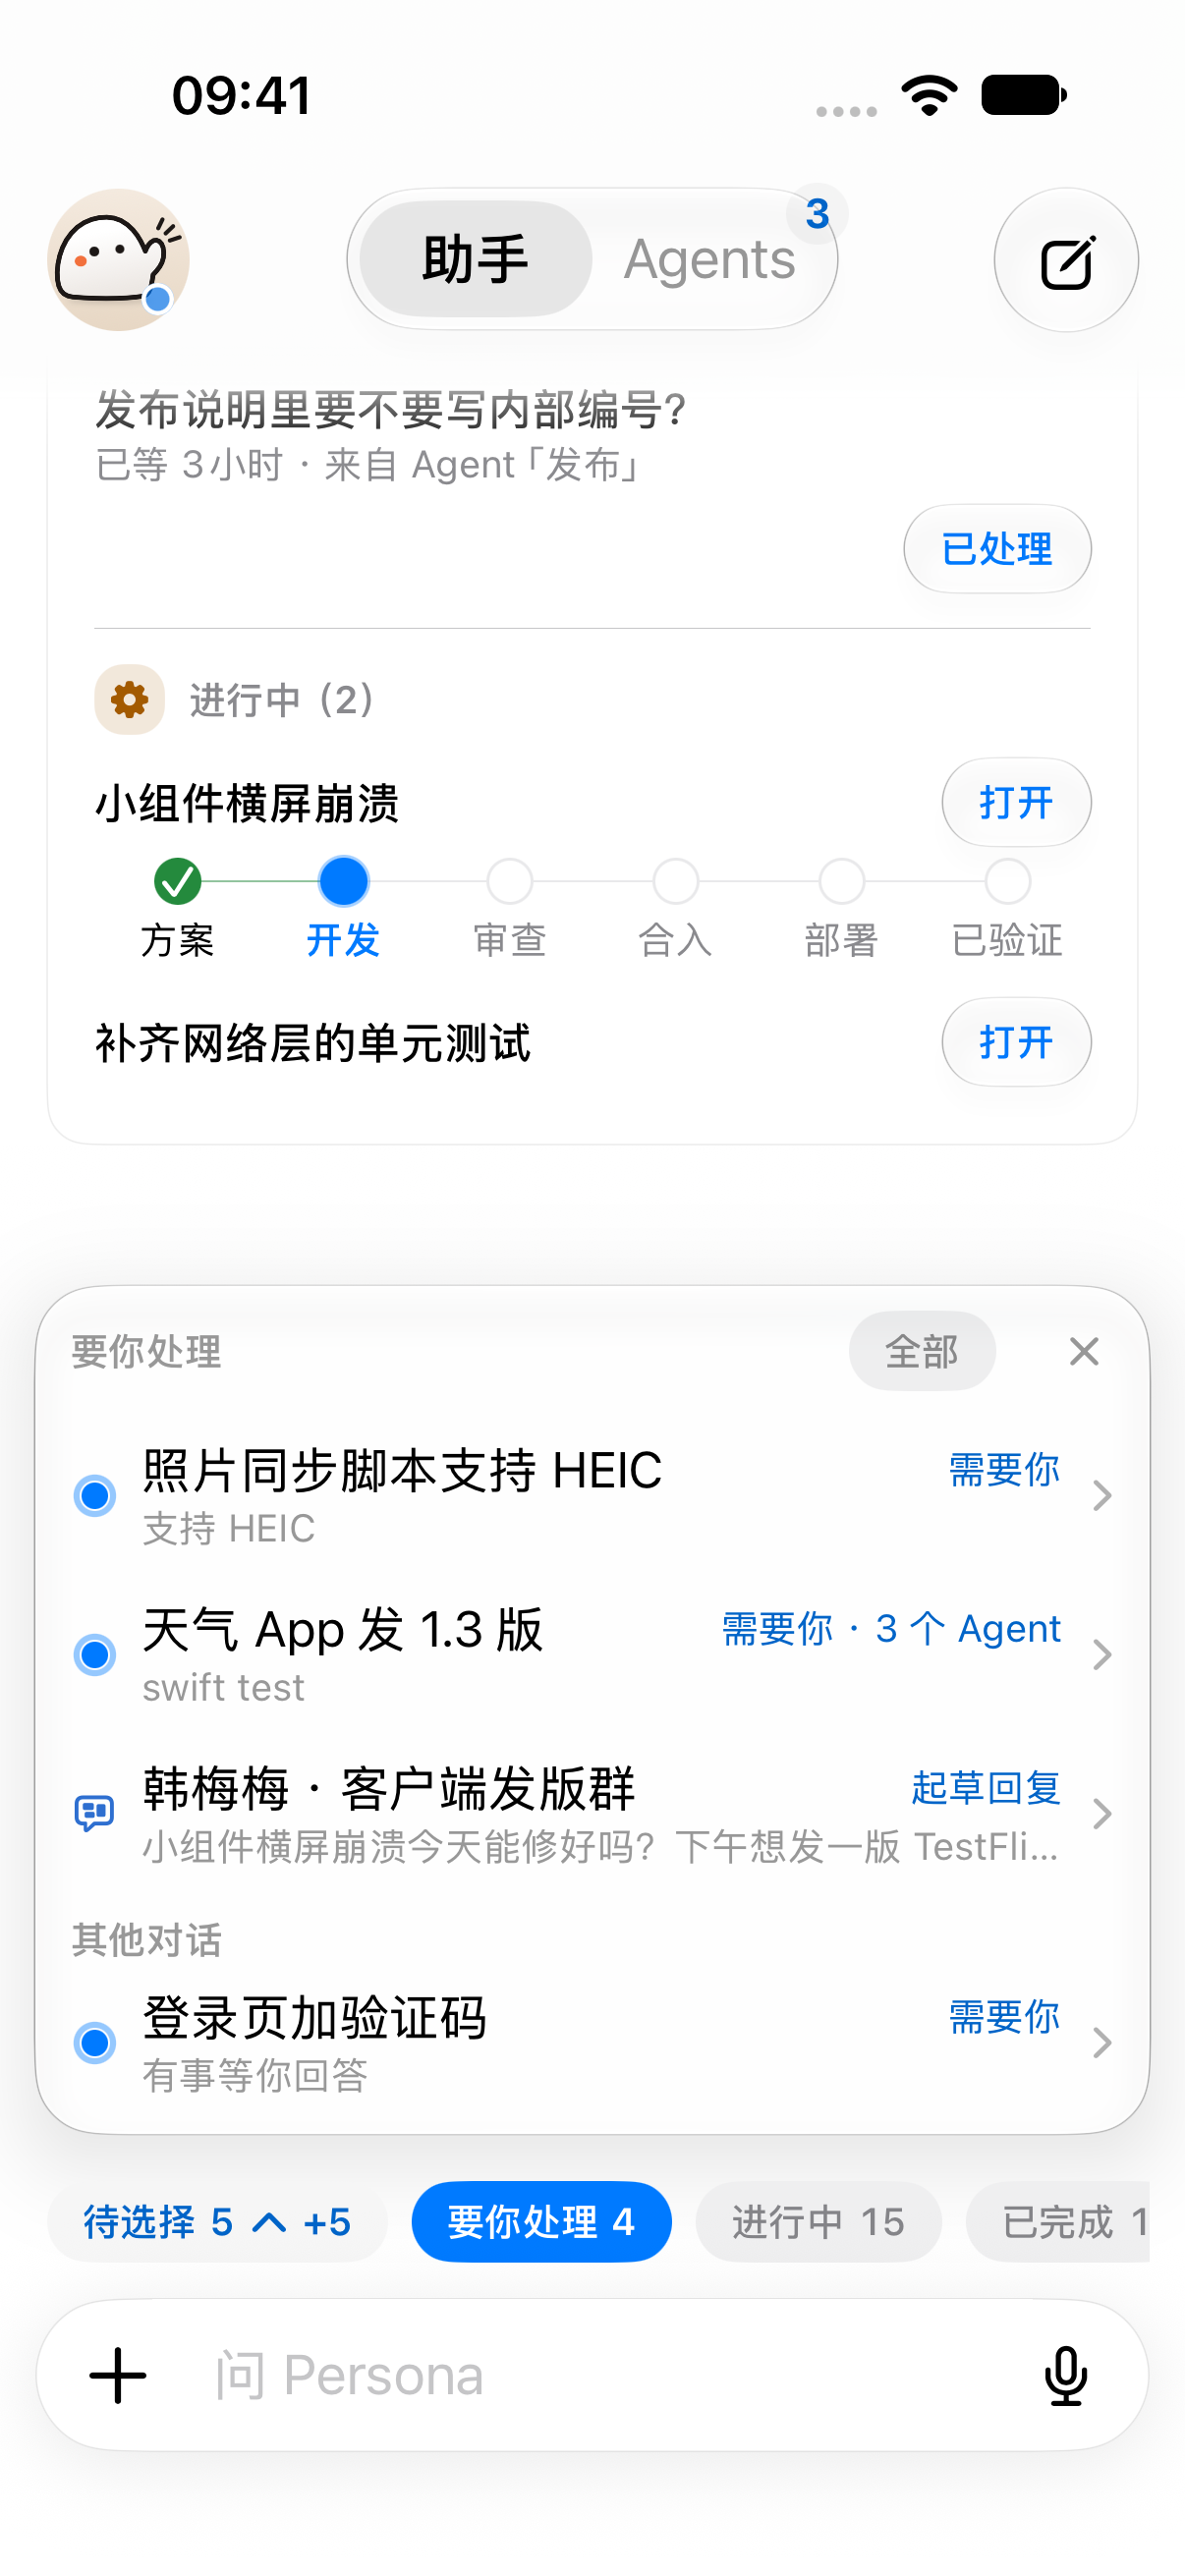 09:41
助手
Agents
3
发布说明里要不要写内部编号?
已等 3小时 · 来自 Agent「发布」
已处理
进行中（2）
小组件横屏崩溃
打开
方案
开发
审查
合入
部署
已验证
补齐网络层的单元测试
打开
要你处理
全部
照片同步脚本支持 HEIC
需要你
支持 HEIC
天气 App 发 1.3 版
需要你 · 3 个 Agent
swift test
韩梅梅 · 客户端发版群
起草回复
小组件横屏崩溃今天能修好吗？下午想发一版 TestFli...
其他对话
登录页加验证码
需要你
有事等你回答
待选择 5 +5
要你处理 4
进行中 15
已完成 1
问 Persona